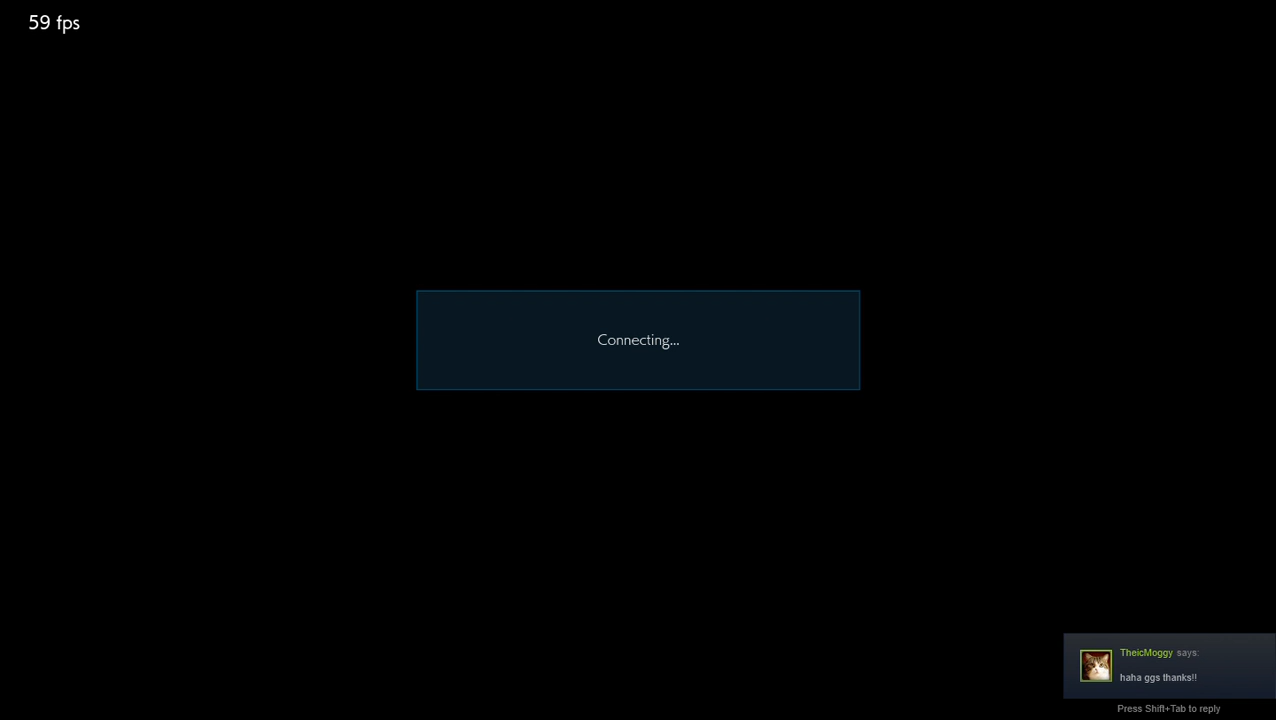 59 fps
Connecting...
TheicMoggy says:
haha ggs thanks!!
Press Shift+Tab to reply